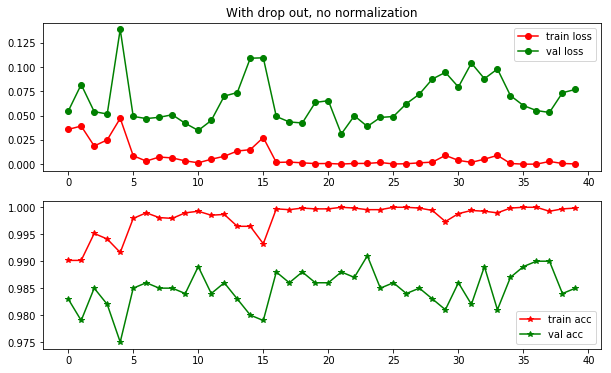 With drop out, no normalization
0.125
0.100
0.075
0.050
0.025
0.000
train loss
val loss
0 5 10 15 20 25 30 35 40
1.000
0.995
0.990
0.985
0.980
0.975
train acc
val acc
0 5 10 15 20 25 30 35 40